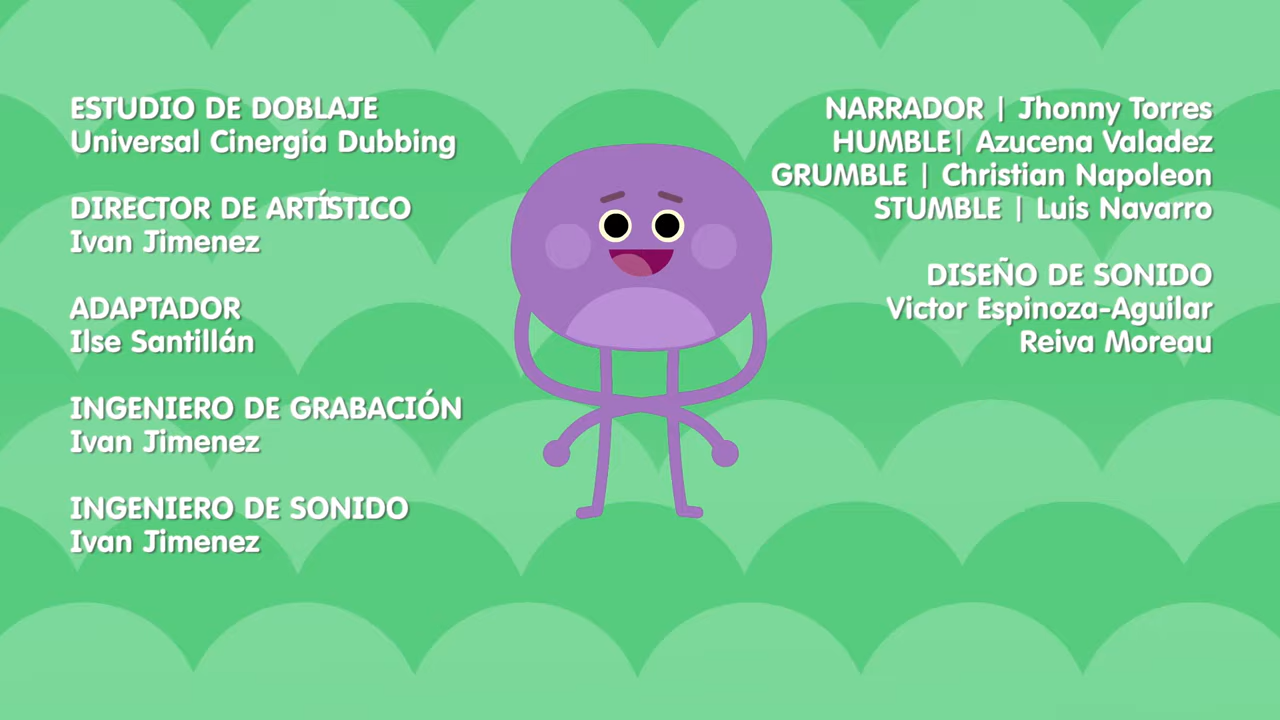 ESTUDIO DE DOBLAJE
Universal Cinergia Dubbing
DIRECTOR DE ARTÍSTICO
Ivan Jimenez
ADAPTADOR
Ilse Santillán
INGENIERO DE GRABACIÓN
Ivan Jimenez
INGENIERO DE SONIDO
Ivan Jimenez
NARRADOR | Jhonny Torres
HUMBLE| Azucena Valadez
GRUMBLE | Christian Napoleon
STUMBLE | Luis Navarro
DISEÑO DE SONIDO
Victor Espinoza-Aguilar
Reiva Moreau